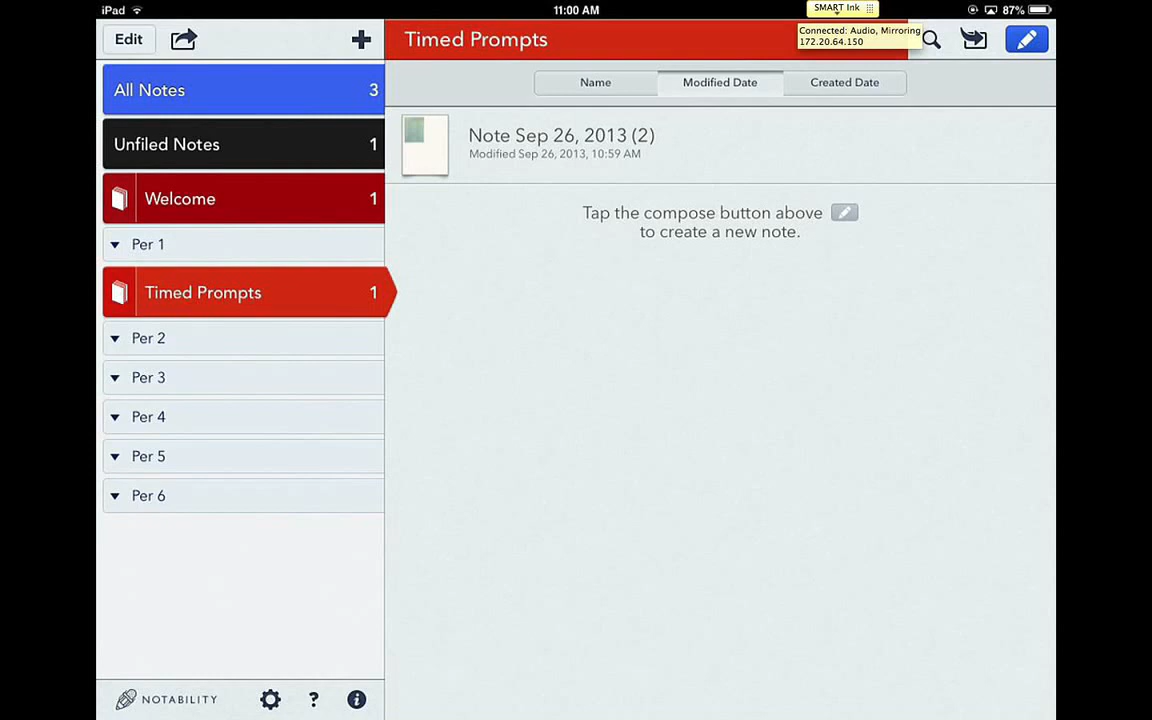 iPad 11:00 AM SMART Ink 87%
Connected: Audio, Mirroring
172.20.64.150
Edit Timed Prompts
Name Modified Date Created Date
All Notes 3
Unfiled Notes 1
Welcome 1
Per 1
Timed Prompts 1
Per 2
Per 3
Per 4
Per 5
Per 6
NOTABILITY ? i
Note Sep 26, 2013 (2)
Modified Sep 26, 2013, 10:59 AM
Tap the compose button above
to create a new note.